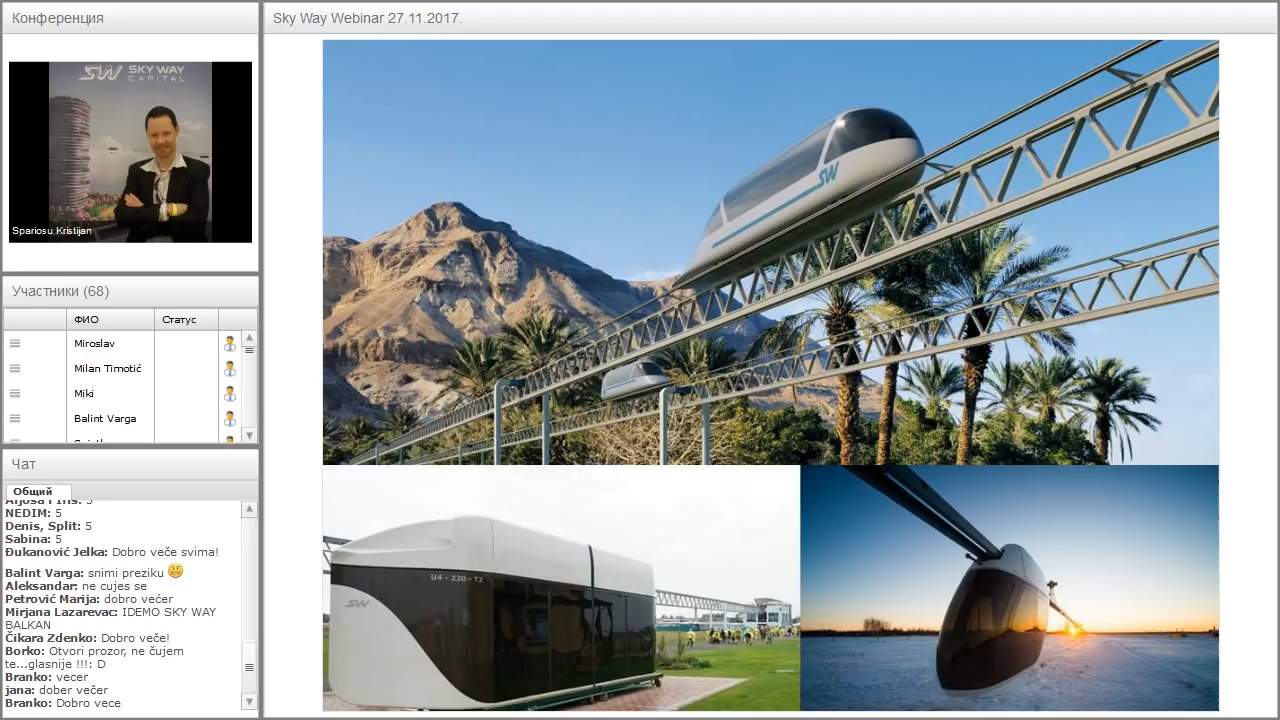 Конференция
SW SKY WAY
CAPITAL
Spariosu Kristijan
Участники (68)
ФИО Статус
Miroslav
Milan Timotić
Miki
Balint Varga
Чат
Общий
NEDIM: 5
Denis, Split: 5
Sabina: 5
Đukanović Jelka: Dobro veče svima!
Balint Varga: snimi preziku
Aleksandar: ne cujes se
Petrović Marija: dobro večer
Mirjana Lazarevac: IDEMO SKY WAY
BALKAN
Čikara Zdenko: Dobro veče!
Borko: Otvori prozor, ne čujem
te...glasnije !!!: D
Branko: veče
jana: dober večer
Branko: Dobro veče
Sky Way Webinar 27.11.2017.
SW
U4 - 220 - T2
SW